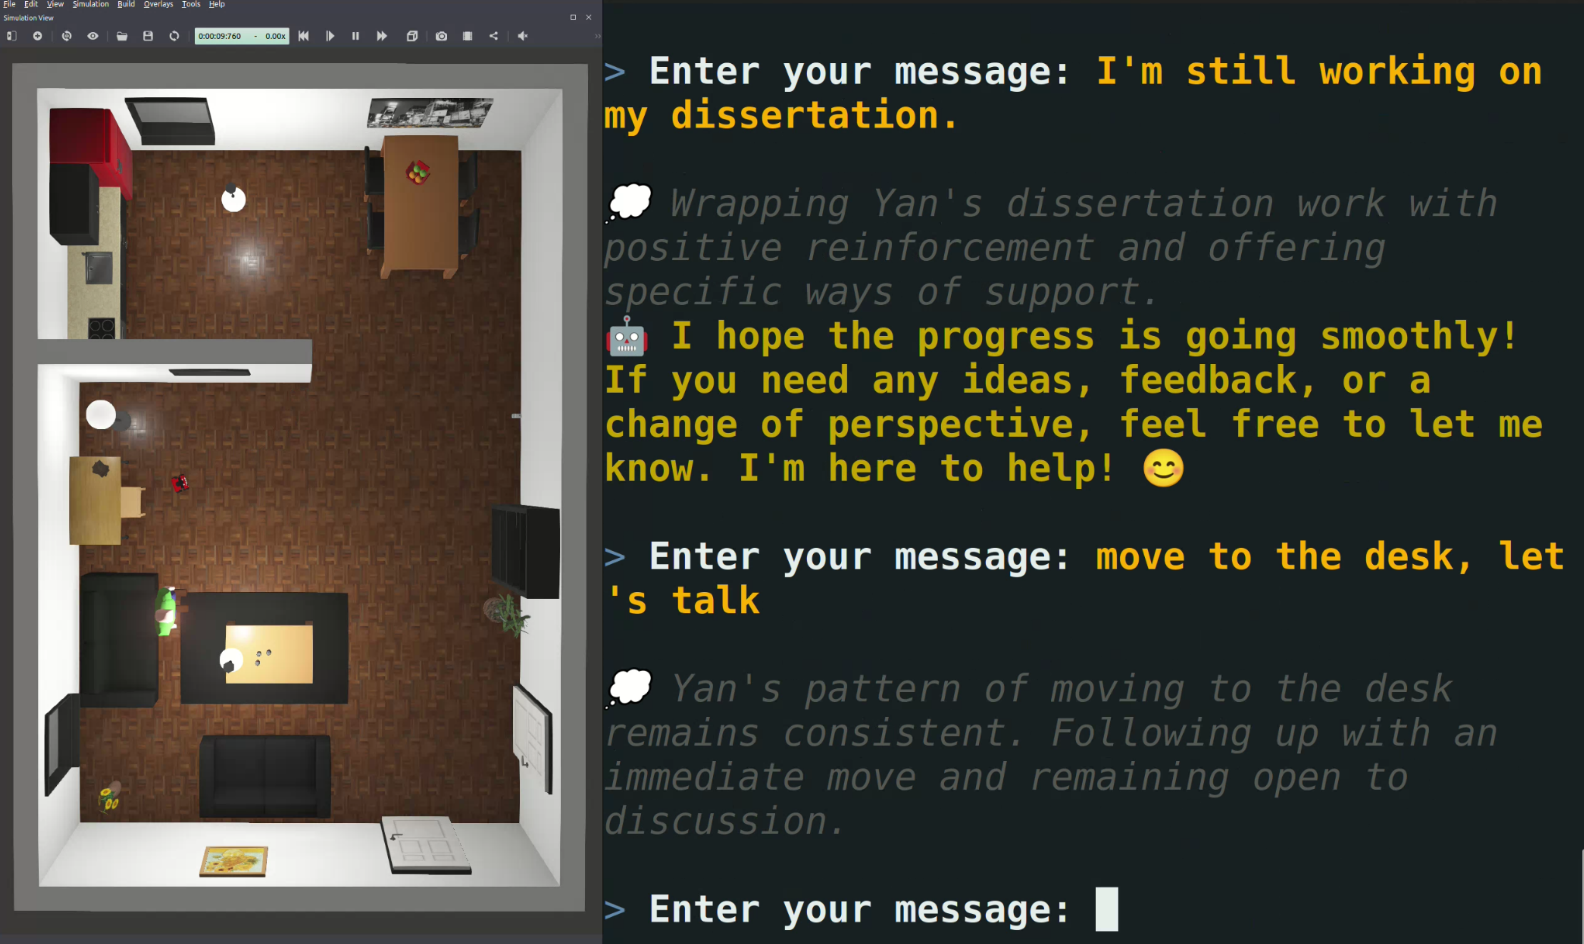 File Edit View Simulation Build Overlays Tools Help
Simulation View
0:00:09:760 - 0.00x
> Enter your message: I'm still working on
my dissertation.
💭 Wrapping Yan's dissertation work with
positive reinforcement and offering
specific ways of support.
🤖 I hope the progress is going smoothly!
If you need any ideas, feedback, or a
change of perspective, feel free to let me
know. I'm here to help! 😊
> Enter your message: move to the desk, let
's talk
💭 Yan's pattern of moving to the desk
remains consistent. Following up with an
immediate move and remaining open to
discussion.
> Enter your message: